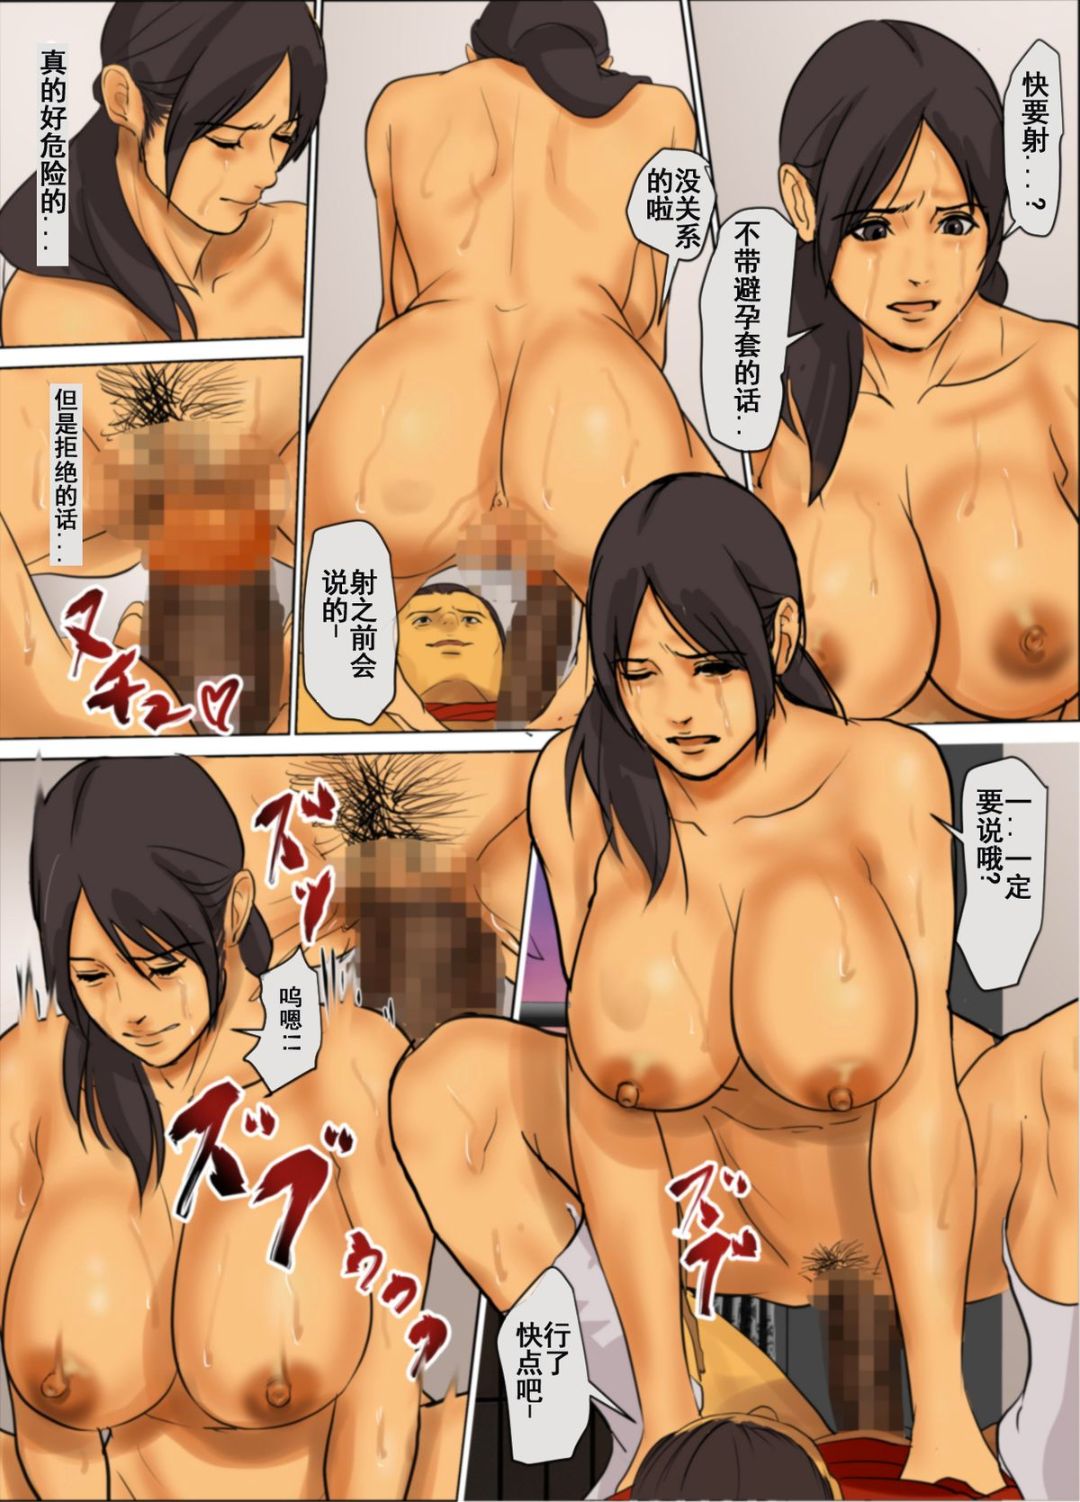 快要射...?
不带避孕套的话..
没关系
的啦
射之前会
说的-
真的好危险的...
但是拒绝的话...
ヌチュ♡
一..一定
要说哦?
ズッ
呜嗯!!
ズブゥゥゥッ
ズブ
行了
快点吧-